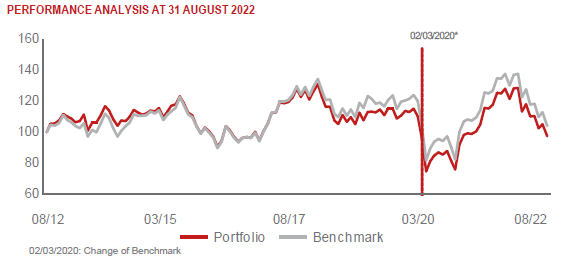 PERFORMANCE ANALYSIS AT 31 AUGUST 2022
02/03/2020*
160
140
120
100
80
60
08/12 03/15 08/17 03/20 08/22
Portfolio Benchmark
02/03/2020: Change of Benchmark